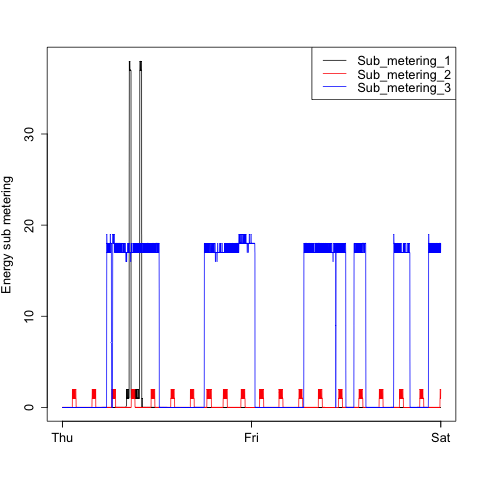 Sub_metering_1
Sub_metering_2
Sub_metering_3
Energy sub metering
30
20
10
0
Thu
Fri
Sat